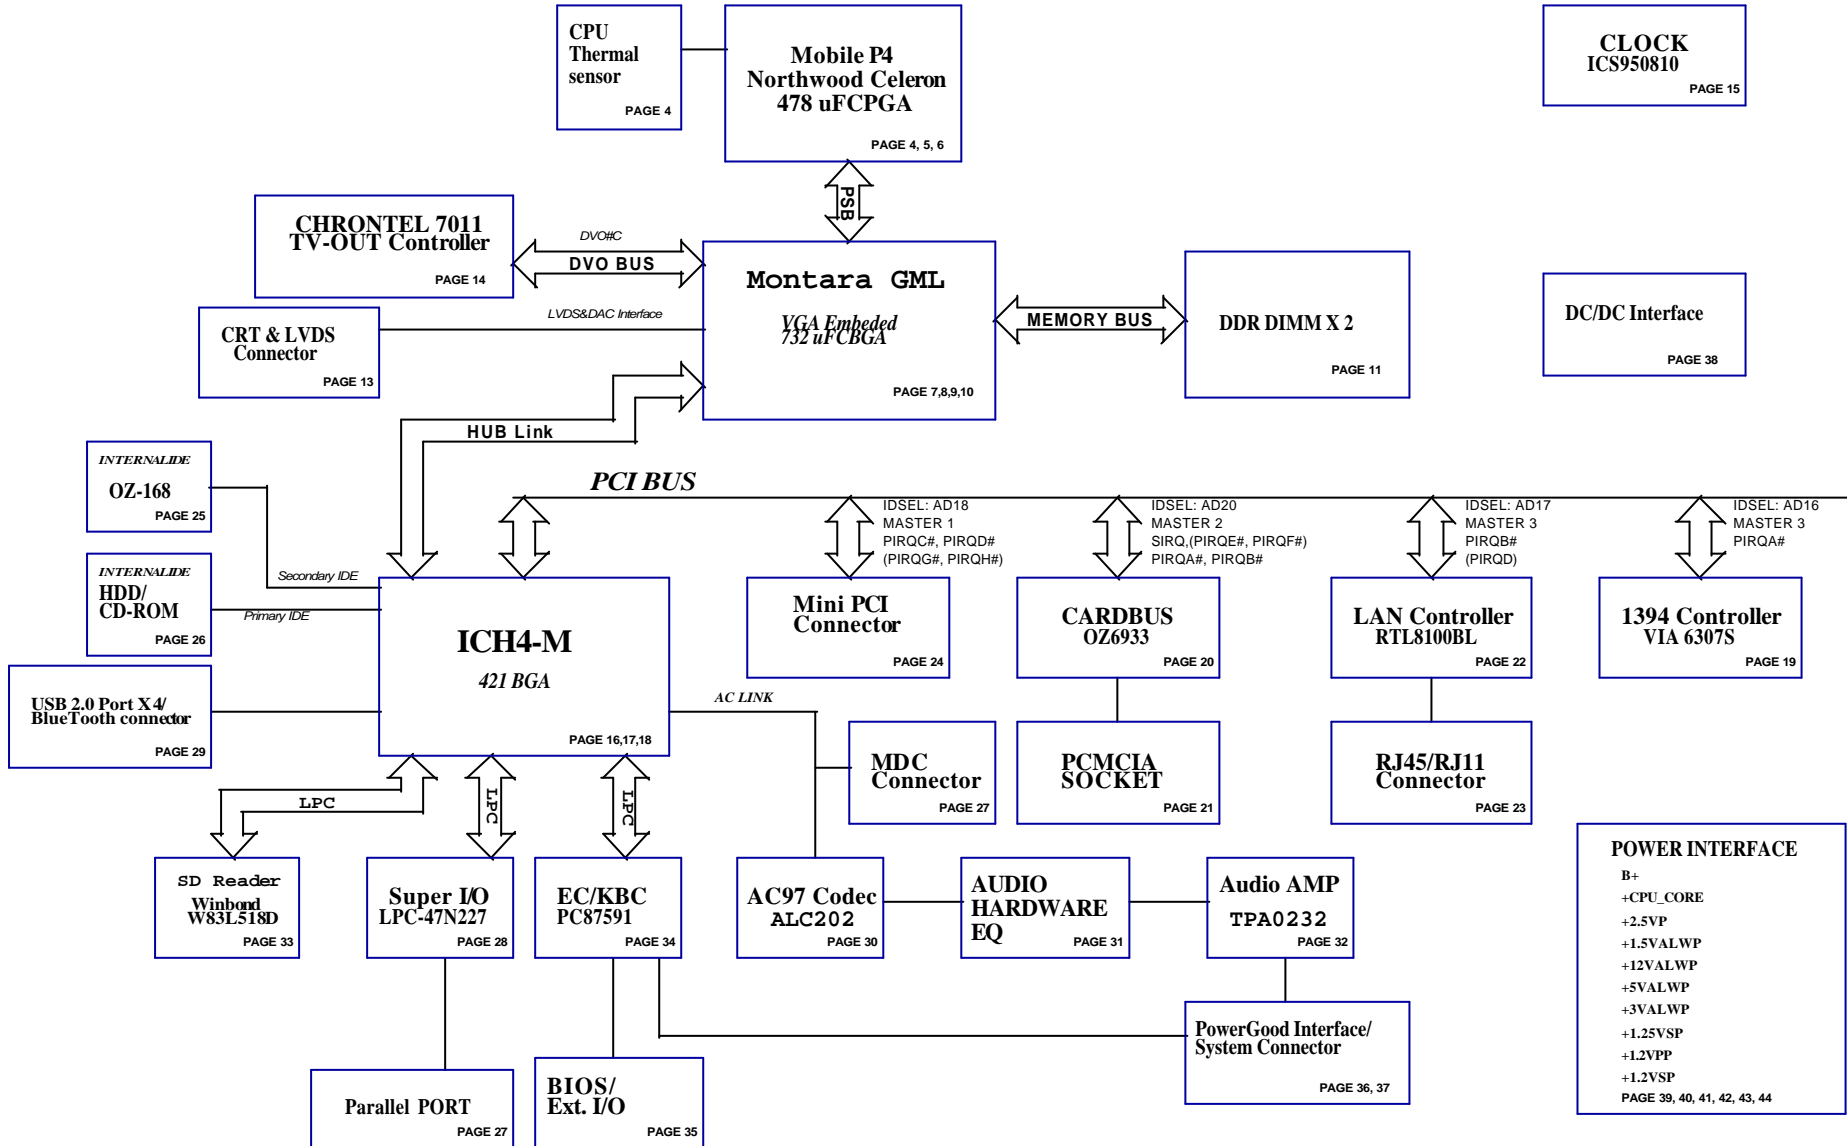 CPU
Thermal
sensor
PAGE 4
Mobile P4
Northwood Celeron
478 uFCPGA
PAGE 4, 5, 6
CLOCK
ICS950810
PAGE 15
PSB
CHRONTEL 7011
TV-OUT Controller
PAGE 14
DVO#C
DVO BUS
Montara GML
VGA Embeded
732 uFCBGA
PAGE 7,8,9,10
MEMORY BUS
DDR DIMM X 2
PAGE 11
DC/DC Interface
PAGE 38
LVDS&DAC Interface
CRT & LVDS
Connector
PAGE 13
HUB Link
INTERNALIDE
OZ-168
PAGE 25
Secondary IDE
INTERNALIDE
HDD/
CD-ROM
PAGE 26
Primary IDE
PCI BUS
IDSEL: AD18
MASTER 1
PIRQC#, PIRQD#
(PIRQG#, PIRQH#)
IDSEL: AD20
MASTER 2
SIRQ,(PIRQE#, PIRQF#)
PIRQA#, PIRQB#
IDSEL: AD17
MASTER 3
PIRQB#
(PIRQD)
IDSEL: AD16
MASTER 3
PIRQA#
ICH4-M
421 BGA
PAGE 16,17,18
Mini PCI
Connector
PAGE 24
CARDBUS
OZ6933
PAGE 20
LAN Controller
RTL8100BL
PAGE 22
1394 Controller
VIA 6307S
PAGE 19
USB 2.0 Port X4/
BlueTooth connector
PAGE 29
AC LINK
MDC
Connector
PAGE 27
PCMCIA
SOCKET
PAGE 21
RJ45/RJ11
Connector
PAGE 23
LPC
LPC
LPC
SD Reader
Winbond
W83L518D
PAGE 33
Super I/O
LPC-47N227
PAGE 28
EC/KBC
PC87591
PAGE 34
AC97 Codec
ALC202
PAGE 30
AUDIO
HARDWARE
EQ
PAGE 31
Audio AMP
TPA0232
PAGE 32
POWER INTERFACE
B+
+CPU_CORE
+2.5VP
+1.5VALWP
+12VALWP
+5VALWP
+3VALWP
+1.25VSP
+1.2VPP
+1.2VSP
PAGE 39, 40, 41, 42, 43, 44
PowerGood Interface/
System Connector
PAGE 36, 37
Parallel PORT
PAGE 27
BIOS/
Ext. I/O
PAGE 35